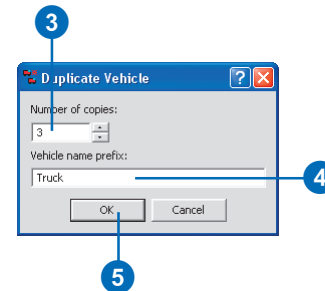 3
Duplicate Vehicle
Number of copies:
3
Vehicle name prefix:
Truck
4
OK
Cancel
5